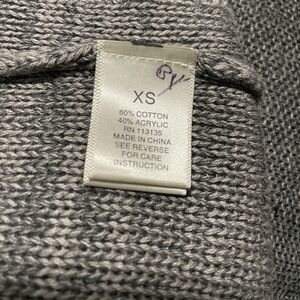 XS
60% COTTON
40% ACRYLIC
RN 113135
MADE IN CHINA
SEE REVERSE
FOR CARE
INSTRUCTION